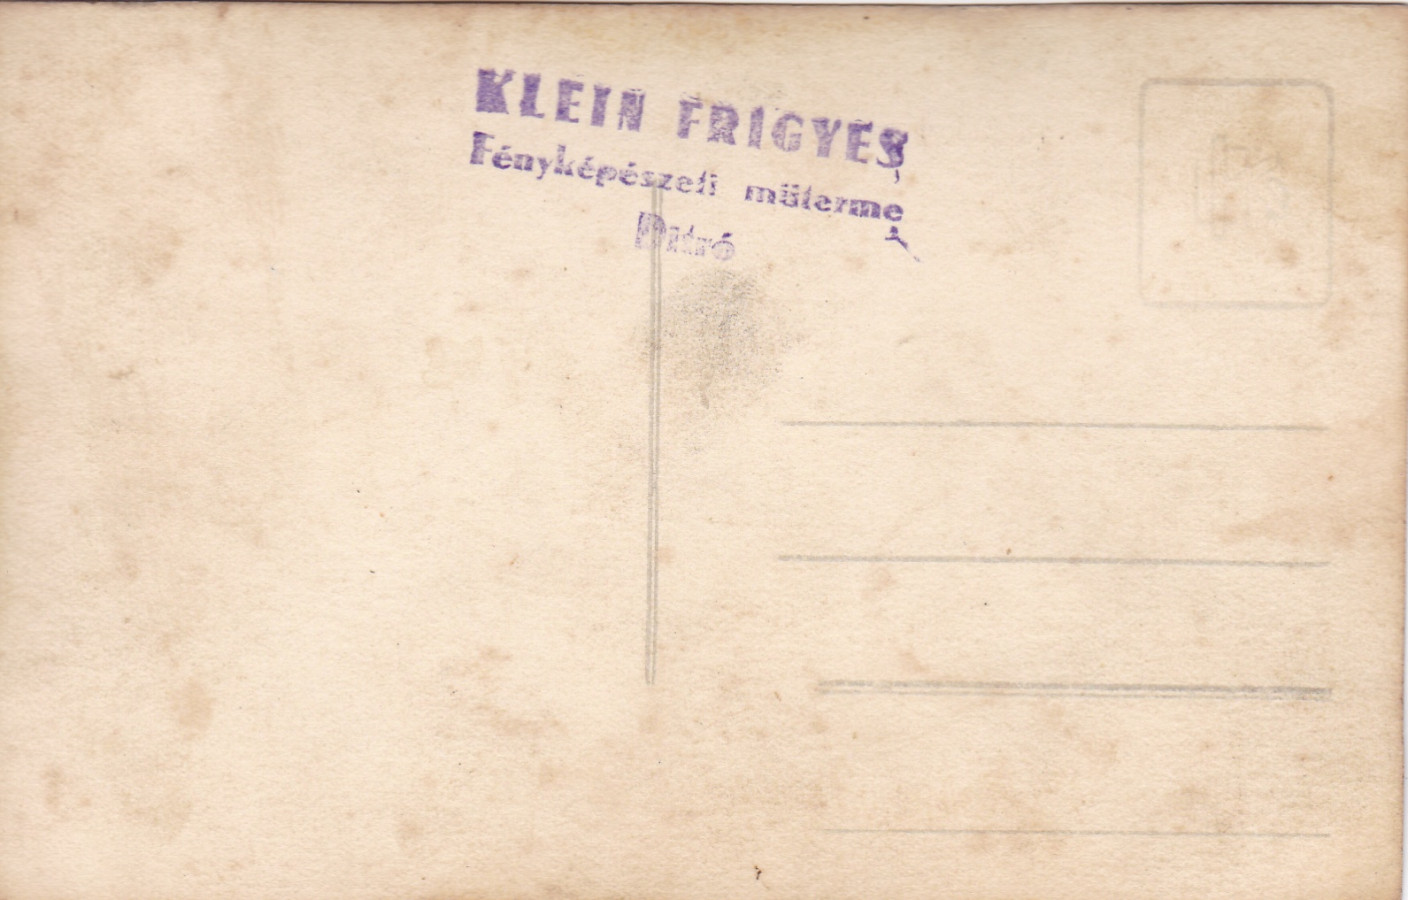 KLEIN FRIGYES
Fényképészeti műterme
Ditró